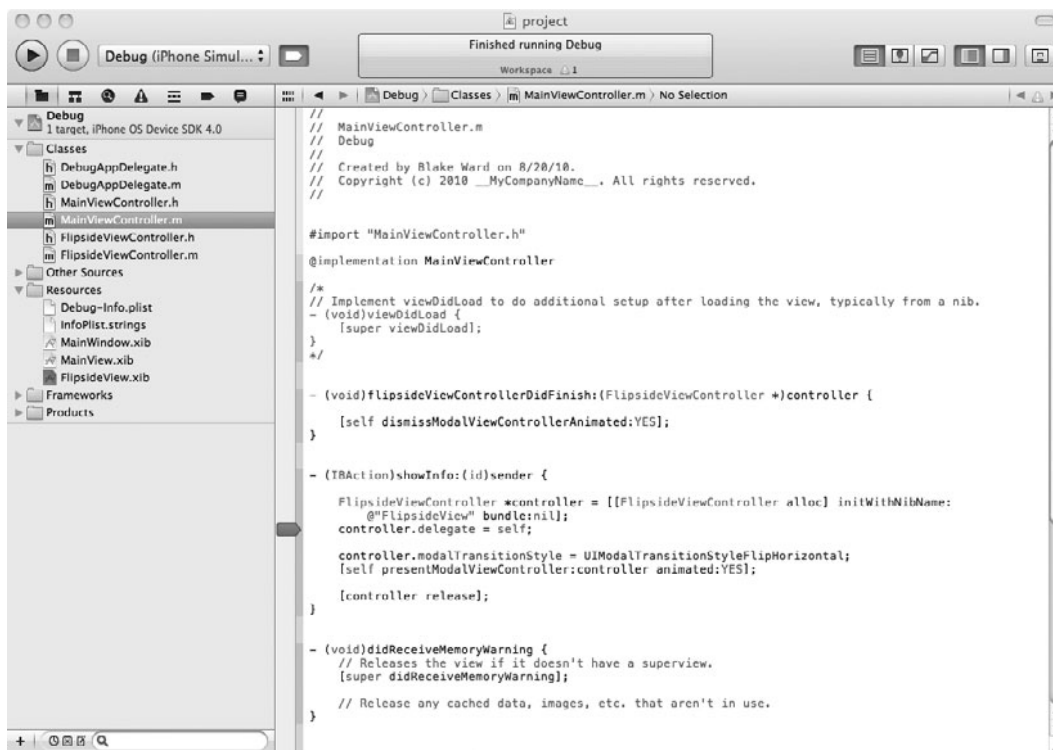 project
Debug (iPhone Simul...
Finished running Debug
Workspace 1
Debug
1 target, iPhone OS Device SDK 4.0
Classes
h DebugAppDelegate.h
m DebugAppDelegate.m
h MainViewController.h
m MainViewController.m
h FlipsideViewController.h
m FlipsideViewController.m
Other Sources
Resources
Debug-Info.plist
InfoPlist.strings
MainWindow.xib
MainView.xib
FlipsideView.xib
Frameworks
Products
Debug Classes m MainViewController.m No Selection
//
//  MainViewController.m
//  Debug
//
//  Created by Blake Ward on 8/20/10.
//  Copyright (c) 2010 __MyCompanyName__. All rights reserved.
//
#import "MainViewController.h"
@implementation MainViewController
/*
// Implement viewDidLoad to do additional setup after loading the view, typically from a nib.
- (void)viewDidLoad {
    [super viewDidLoad];
}
*/
- (void)flipsideViewControllerDidFinish:(FlipsideViewController *)controller {
    [self dismissModalViewControllerAnimated:YES];
}
- (IBAction)showInfo:(id)sender {
    FlipsideViewController *controller = [[FlipsideViewController alloc] initWithNibName:
        @"FlipsideView" bundle:nil];
    controller.delegate = self;
    controller.modalTransitionStyle = UIModalTransitionStyleFlipHorizontal;
    [self presentModalViewController:controller animated:YES];
    [controller release];
}
- (void)didReceiveMemoryWarning {
    // Releases the view if it doesn't have a superview.
    [super didReceiveMemoryWarning];
    // Release any cached data, images, etc. that aren't in use.
}